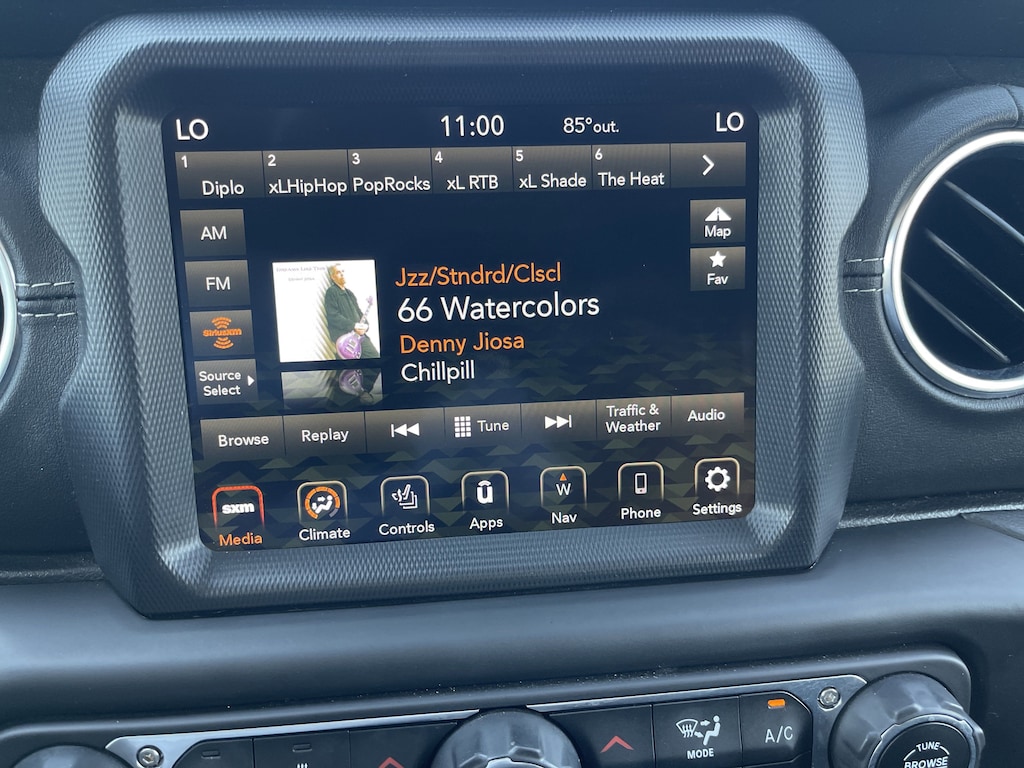 LO 11:00 85°out. LO
1 Diplo 2 xLHipHop 3 PopRocks 4 xL RTB 5 xL Shade 6 The Heat
AM
FM
SiriusXM
Source
Select
Map
Fav
Jzz/Stndrd/Clscl
66 Watercolors
Denny Jiosa
Chillpill
Browse Replay Tune Traffic &
Weather Audio
sxm W
Media Climate Controls Apps Nav Phone Settings
MODE A/C
TUNE
BROWSE